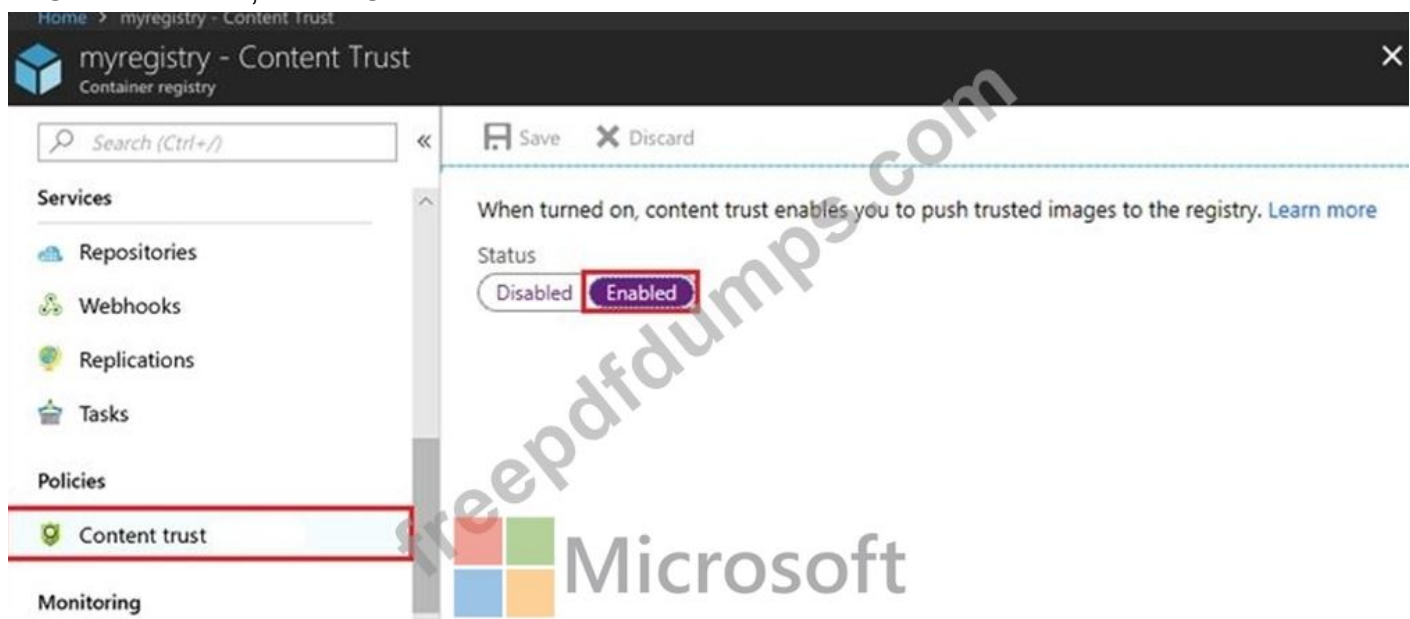 Home > myregistry - Content Trust
myregistry - Content Trust
Container registry
Search (Ctrl+/)
«
Save
Discard
Services
Repositories
Webhooks
Replications
Tasks
Policies
Content trust
Monitoring
When turned on, content trust enables you to push trusted images to the registry. Learn more
Status
Disabled
Enabled
freepdfdumps.com
Microsoft